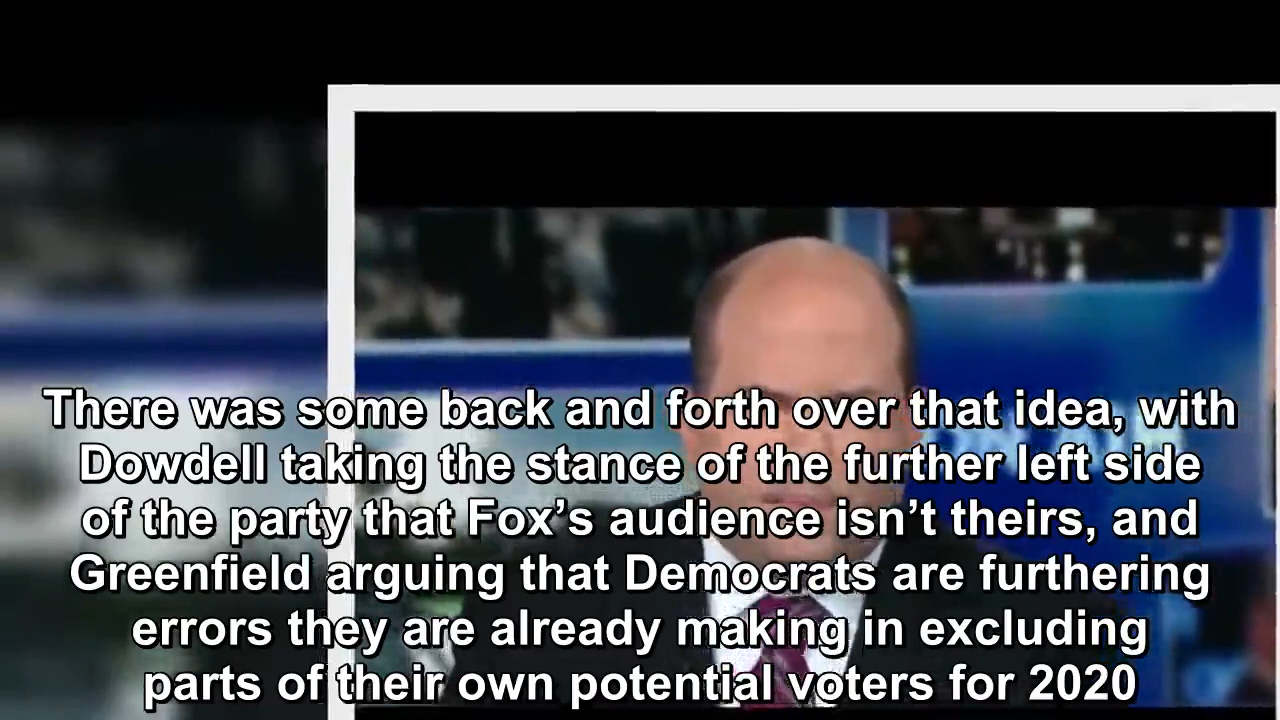 There was some back and forth over that idea, with
Dowdell taking the stance of the further left side
of the party that Fox’s audience isn’t theirs, and
Greenfield arguing that Democrats are furthering
errors they are already making in excluding
parts of their own potential voters for 2020